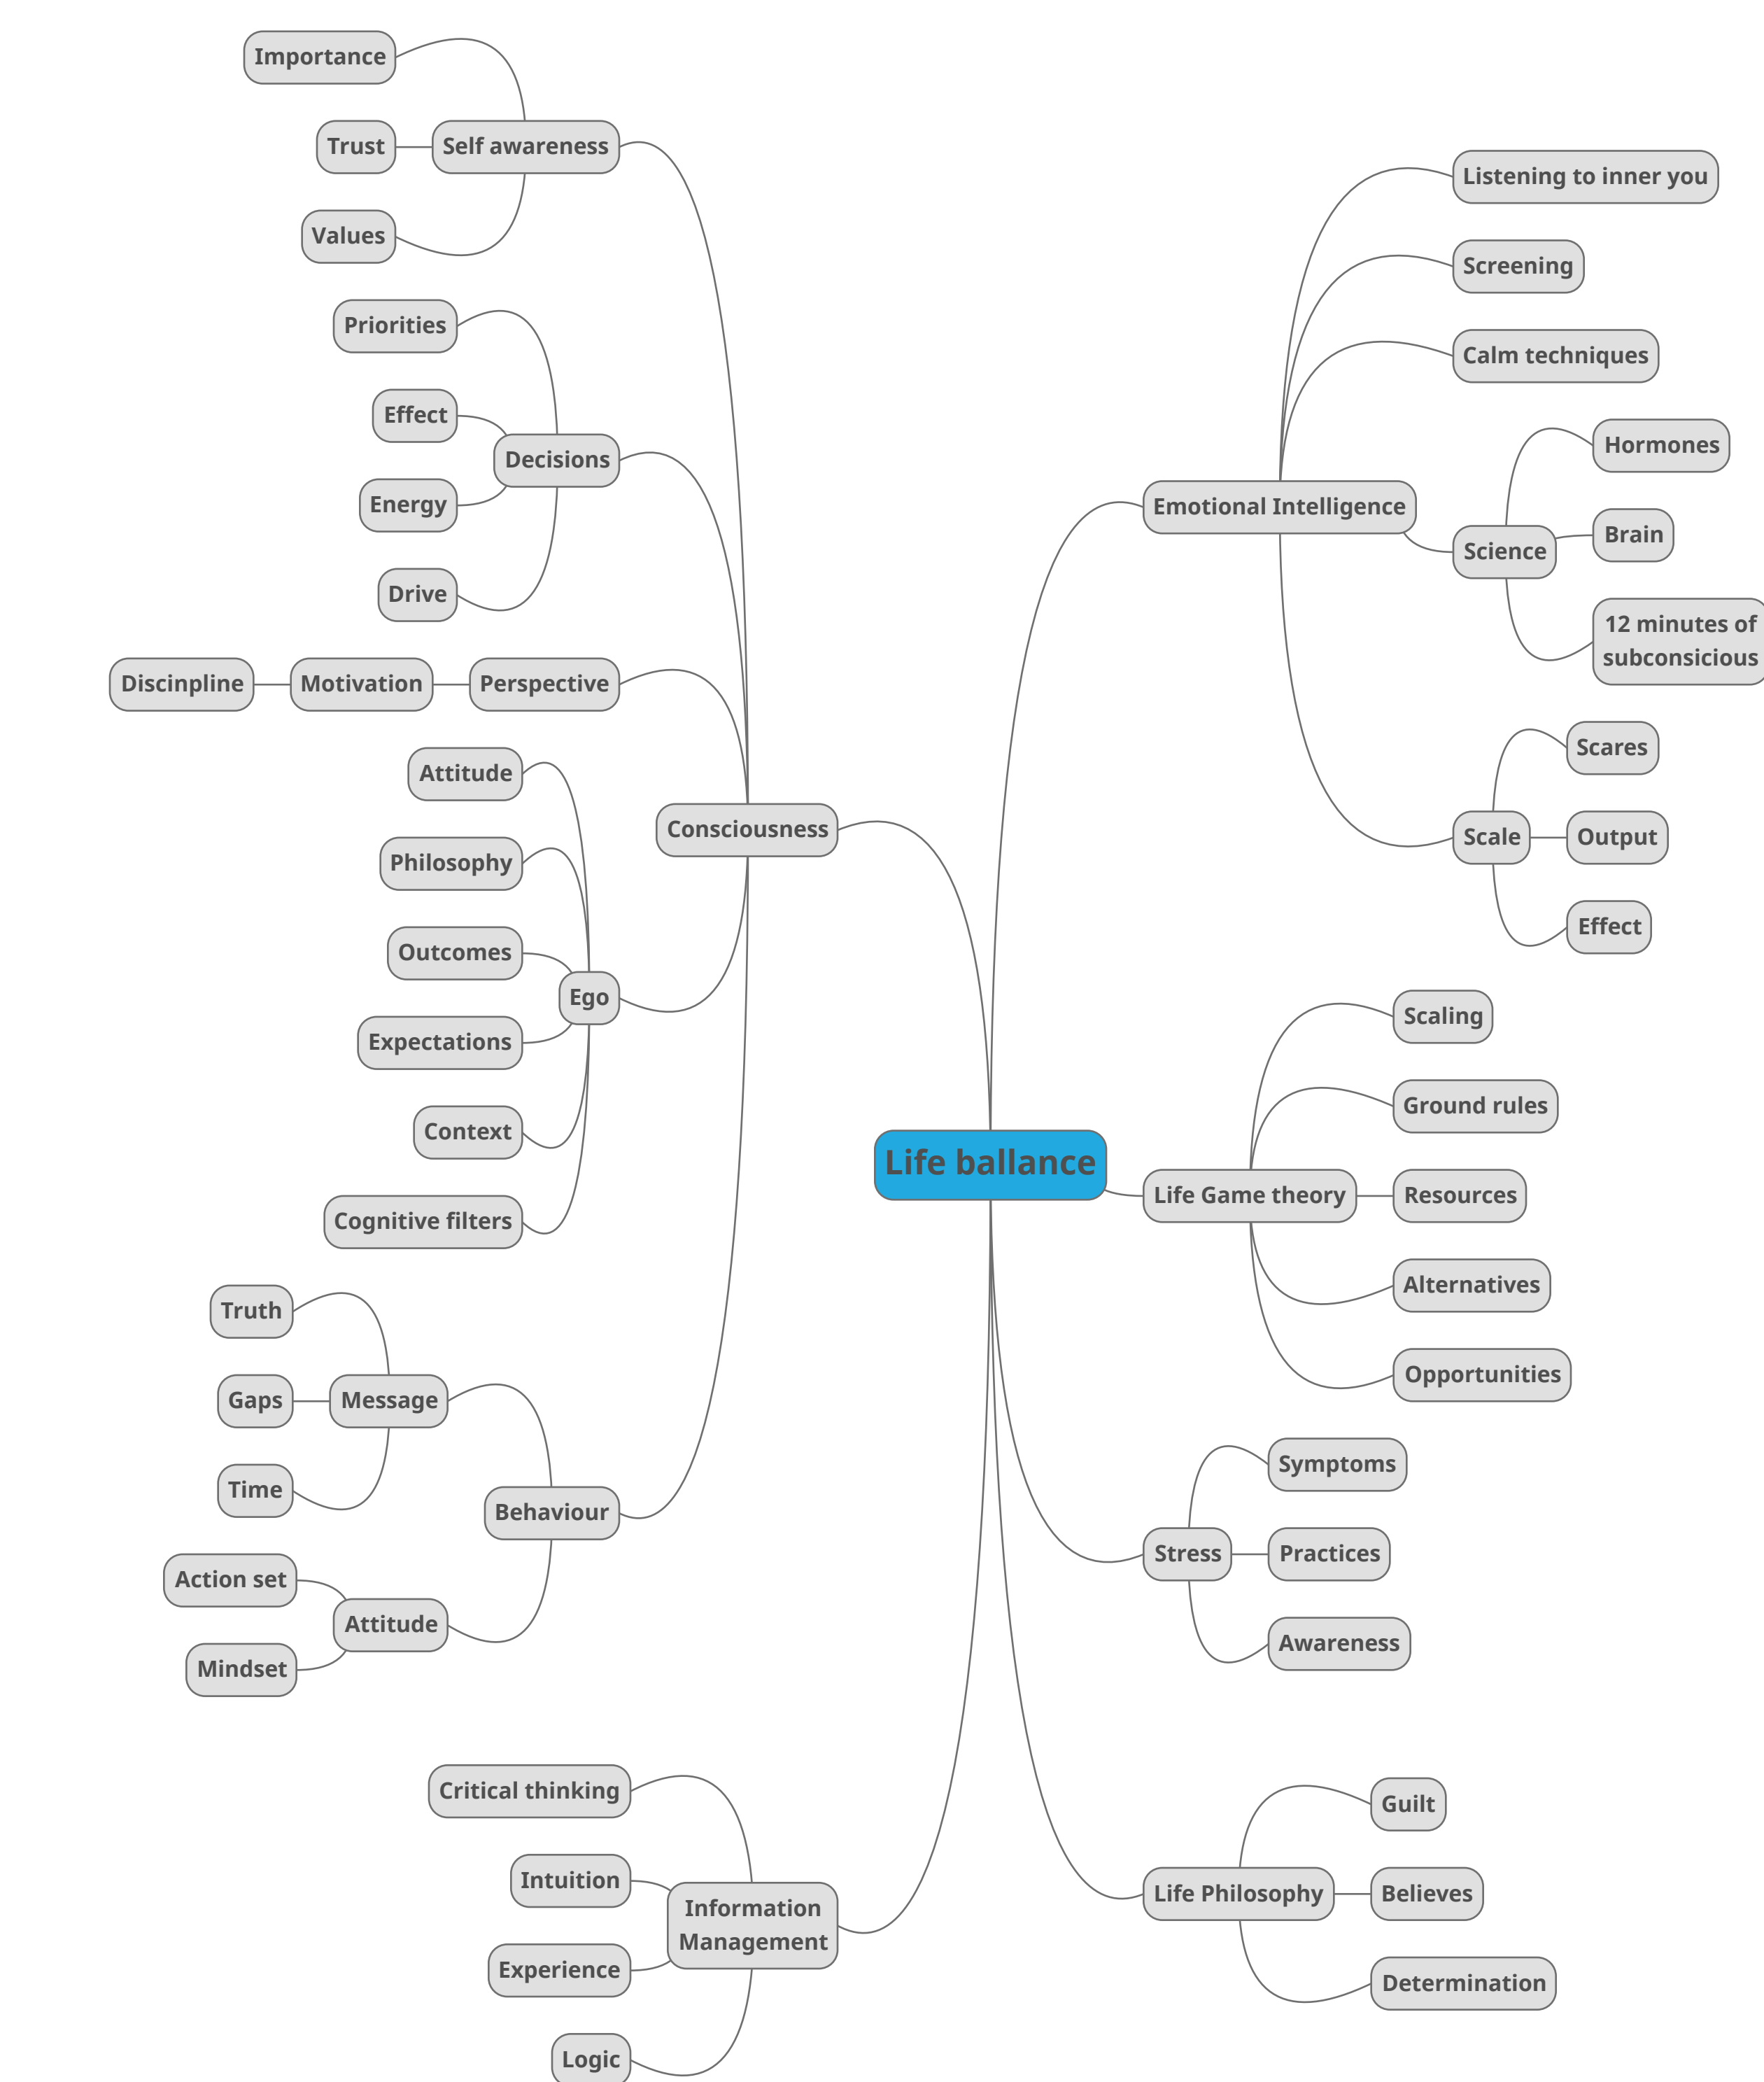 Importance
Trust
Self awareness
Values
Priorities
Effect
Decisions
Energy
Drive
Discinpline
Motivation
Perspective
Attitude
Philosophy
Outcomes
Ego
Expectations
Context
Cognitive filters
Consciousness
Truth
Gaps
Message
Time
Behaviour
Action set
Attitude
Mindset
Critical thinking
Intuition
Information
Management
Experience
Logic
Life ballance
Listening to inner you
Screening
Calm techniques
Emotional Intelligence
Hormones
Science
Brain
12 minutes of
subconsicious
Scares
Scale
Output
Effect
Scaling
Ground rules
Life Game theory
Resources
Alternatives
Opportunities
Symptoms
Stress
Practices
Awareness
Guilt
Life Philosophy
Believes
Determination